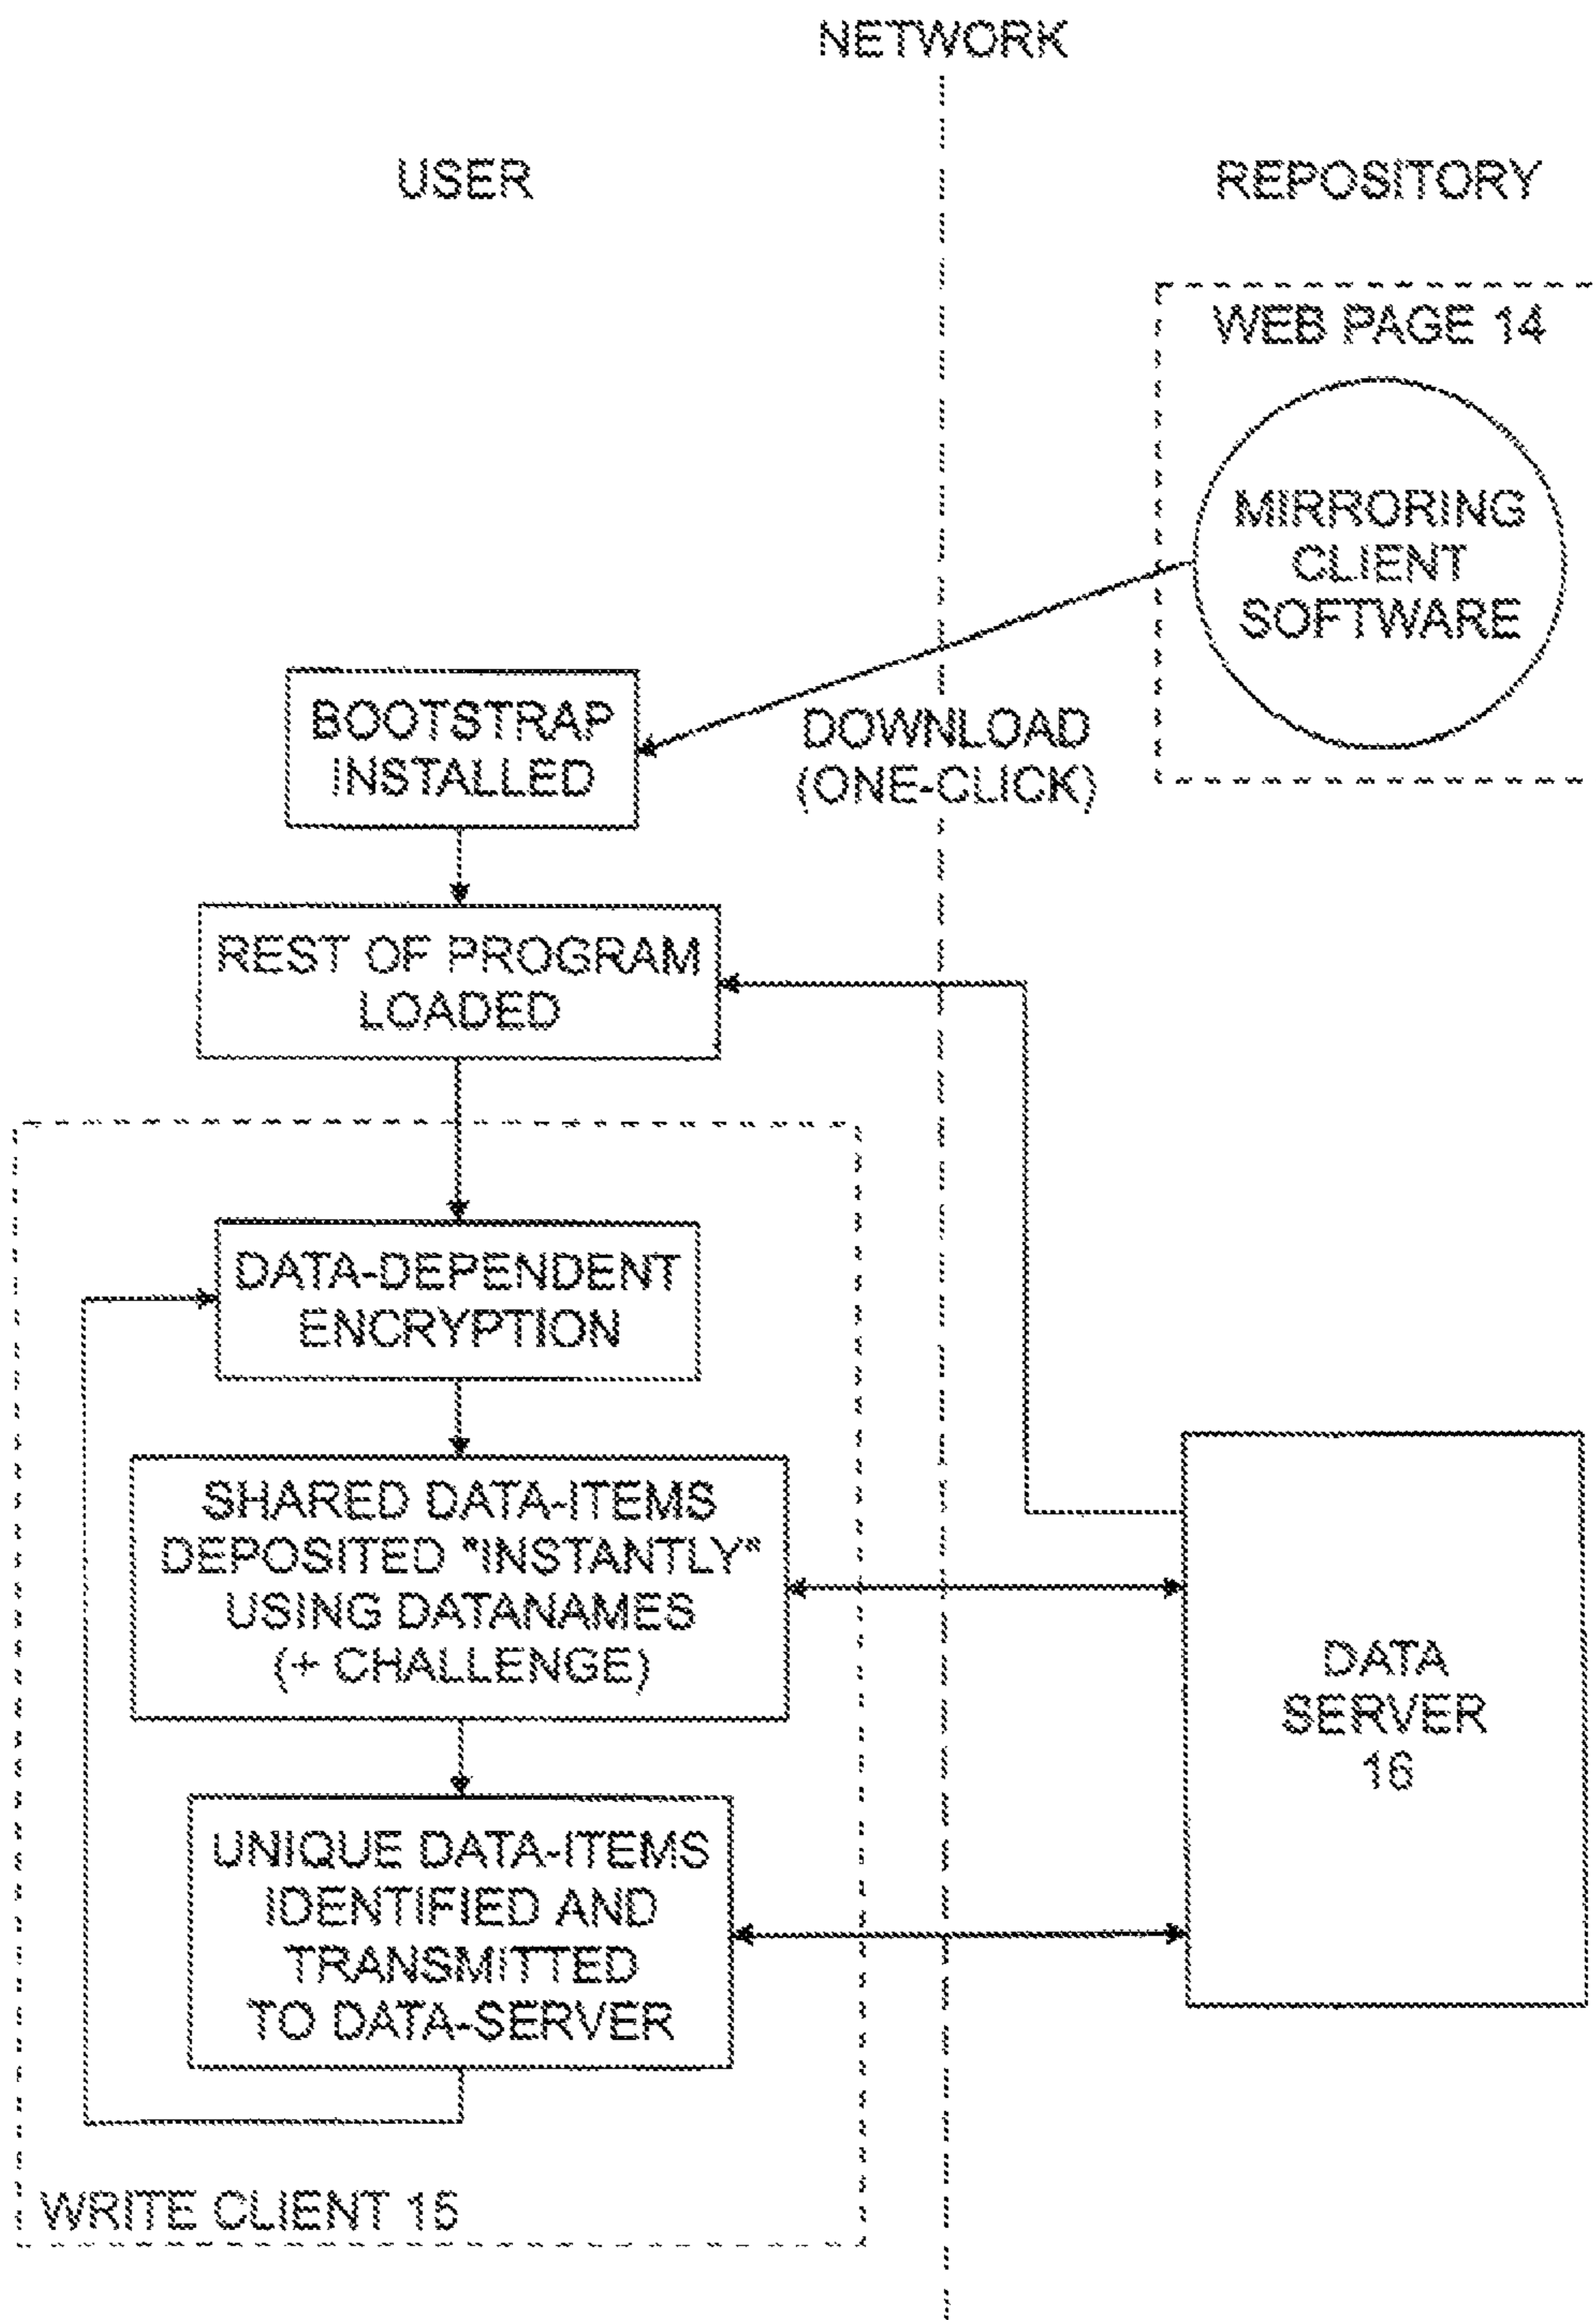 NETWORK
USER
REPOSITORY
WEB PAGE 14
MIRRORING
CLIENT
SOFTWARE
BOOTSTRAP
INSTALLED
DOWNLOAD
(ONE-CLICK)
REST OF PROGRAM
LOADED
DATA-DEPENDENT
ENCRYPTION
SHARED DATA-ITEMS
DEPOSITED "INSTANTLY"
USING DATANAMES
(+ CHALLENGE)
DATA
SERVER
16
UNIQUE DATA-ITEMS
IDENTIFIED AND
TRANSMITTED
TO DATA-SERVER
WRITE CLIENT 15